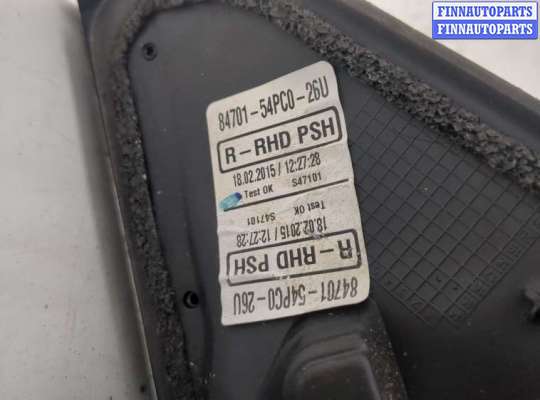 FINNAUTOPARTS
FINNAUTOPARTS
84701-54PC0-26U
R-RHD PSH
18.02.2015 / 12:27:28
Test OK S47101
Test OK S47101
18.02.2015 / 12:27:28
R-RHD PSH
84701-54PC0-26U